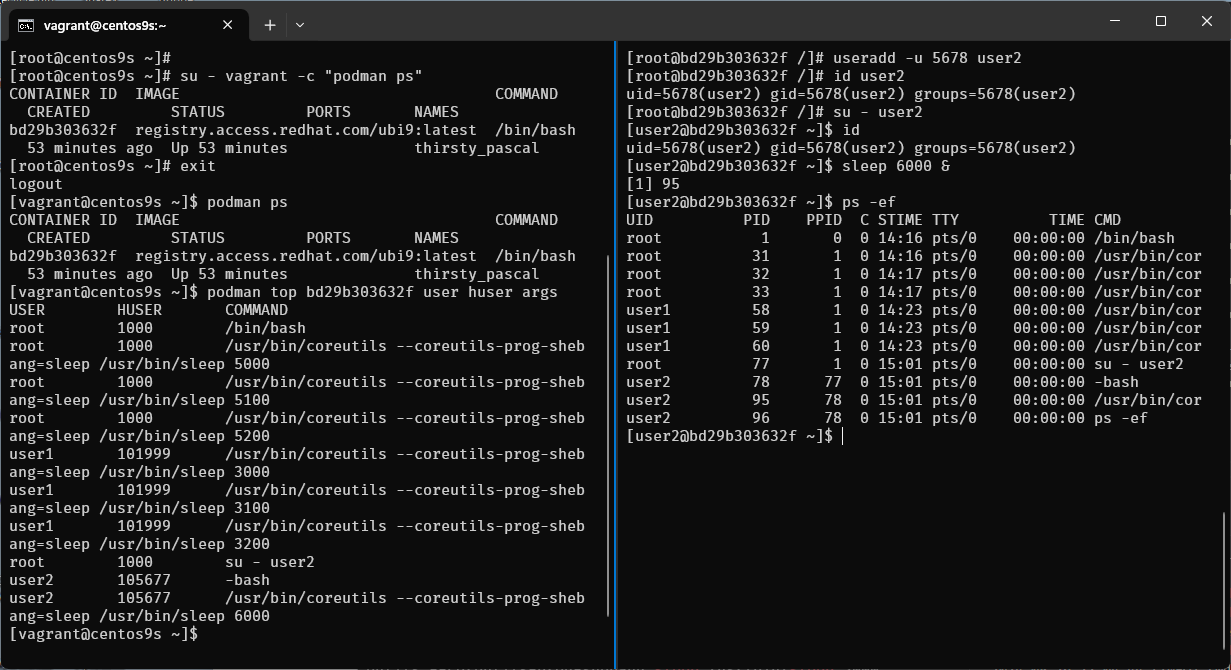 vagrant@centos9s:~
[root@centos9s ~]#
[root@centos9s ~]# su - vagrant -c "podman ps"
CONTAINER ID  IMAGE                                   COMMAND
  CREATED         STATUS         PORTS       NAMES
bd29b303632f  registry.access.redhat.com/ubi9:latest  /bin/bash
  53 minutes ago  Up 53 minutes              thirsty_pascal
[root@centos9s ~]# exit
logout
[vagrant@centos9s ~]$ podman ps
CONTAINER ID  IMAGE                                   COMMAND
  CREATED         STATUS         PORTS       NAMES
bd29b303632f  registry.access.redhat.com/ubi9:latest  /bin/bash
  53 minutes ago  Up 53 minutes              thirsty_pascal
[vagrant@centos9s ~]$ podman top bd29b303632f user huser args
USER        HUSER       COMMAND
root        1000        /bin/bash
root        1000        /usr/bin/coreutils --coreutils-prog-sheb
ang=sleep /usr/bin/sleep 5000
root        1000        /usr/bin/coreutils --coreutils-prog-sheb
ang=sleep /usr/bin/sleep 5100
root        1000        /usr/bin/coreutils --coreutils-prog-sheb
ang=sleep /usr/bin/sleep 5200
user1       101999      /usr/bin/coreutils --coreutils-prog-sheb
ang=sleep /usr/bin/sleep 3000
user1       101999      /usr/bin/coreutils --coreutils-prog-sheb
ang=sleep /usr/bin/sleep 3100
user1       101999      /usr/bin/coreutils --coreutils-prog-sheb
ang=sleep /usr/bin/sleep 3200
root        1000        su - user2
user2       105677      -bash
user2       105677      /usr/bin/coreutils --coreutils-prog-sheb
ang=sleep /usr/bin/sleep 6000
[vagrant@centos9s ~]$
[root@bd29b303632f /]# useradd -u 5678 user2
[root@bd29b303632f /]# id user2
uid=5678(user2) gid=5678(user2) groups=5678(user2)
[root@bd29b303632f /]# su - user2
[user2@bd29b303632f ~]$ id
uid=5678(user2) gid=5678(user2) groups=5678(user2)
[user2@bd29b303632f ~]$ sleep 6000 &
[1] 95
[user2@bd29b303632f ~]$ ps -ef
UID          PID    PPID  C STIME TTY          TIME CMD
root           1       0  0 14:16 pts/0    00:00:00 /bin/bash
root          31       1  0 14:16 pts/0    00:00:00 /usr/bin/cor
root          32       1  0 14:17 pts/0    00:00:00 /usr/bin/cor
root          33       1  0 14:17 pts/0    00:00:00 /usr/bin/cor
user1         58       1  0 14:23 pts/0    00:00:00 /usr/bin/cor
user1         59       1  0 14:23 pts/0    00:00:00 /usr/bin/cor
user1         60       1  0 14:23 pts/0    00:00:00 /usr/bin/cor
root          77       1  0 15:01 pts/0    00:00:00 su - user2
user2         78      77  0 15:01 pts/0    00:00:00 -bash
user2         95      78  0 15:01 pts/0    00:00:00 /usr/bin/cor
user2         96      78  0 15:01 pts/0    00:00:00 ps -ef
[user2@bd29b303632f ~]$